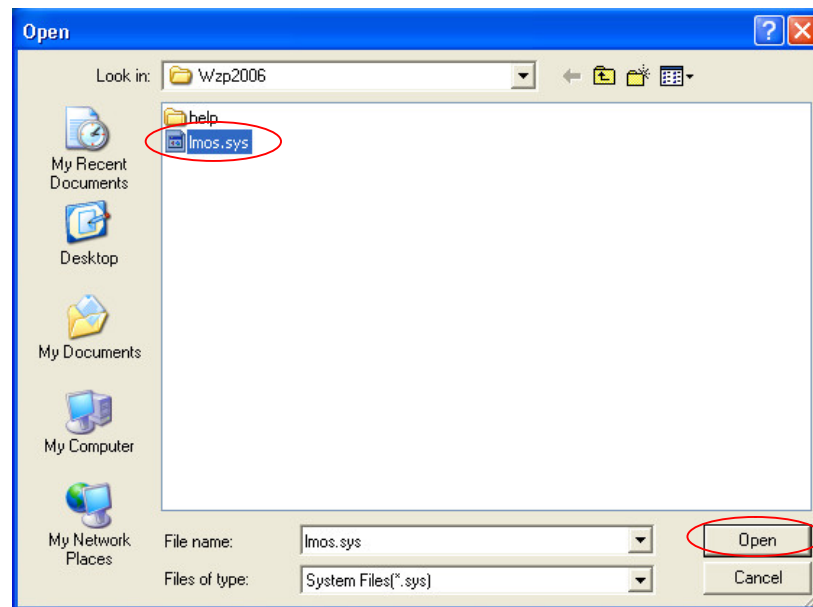 Open
Look in: Wzp2006
help
lmos.sys
My Recent
Documents
Desktop
My Documents
My Computer
My Network
Places
File name: lmos.sys
Open
Files of type: System Files(*.sys)
Cancel